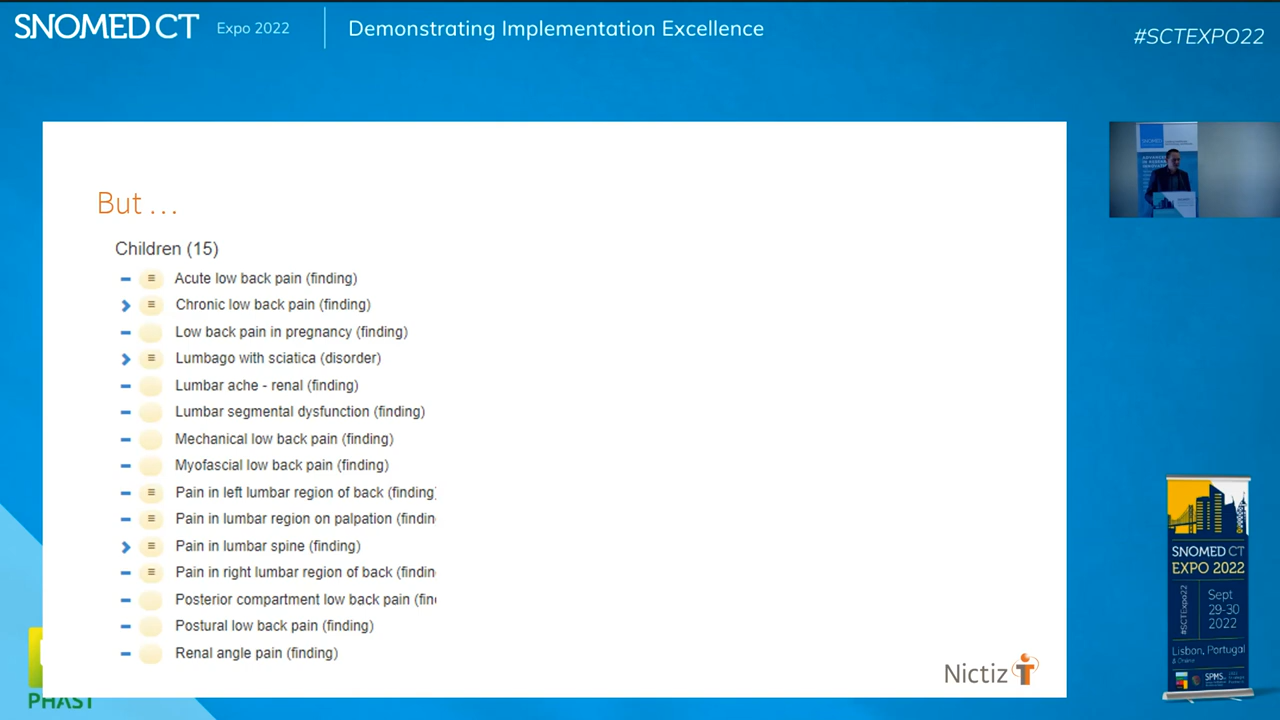 SNOMED CT Expo 2022 Demonstrating Implementation Excellence #SCTEXPO22
But ...
Children (15)
Acute low back pain (finding)
Chronic low back pain (finding)
Low back pain in pregnancy (finding)
Lumbago with sciatica (disorder)
Lumbar ache - renal (finding)
Lumbar segmental dysfunction (finding)
Mechanical low back pain (finding)
Myofascial low back pain (finding)
Pain in left lumbar region of back (finding)
Pain in lumbar region on palpation (findin
Pain in lumbar spine (finding)
Pain in right lumbar region of back (findin
Posterior compartment low back pain (fin
Postural low back pain (finding)
Renal angle pain (finding)
Nictiz
PHAST
SNOMED CT
EXPO 2022
#SCTExpo22
Sept
29-30
2022
Lisbon, Portugal
& Online
SPMS
SNOMED